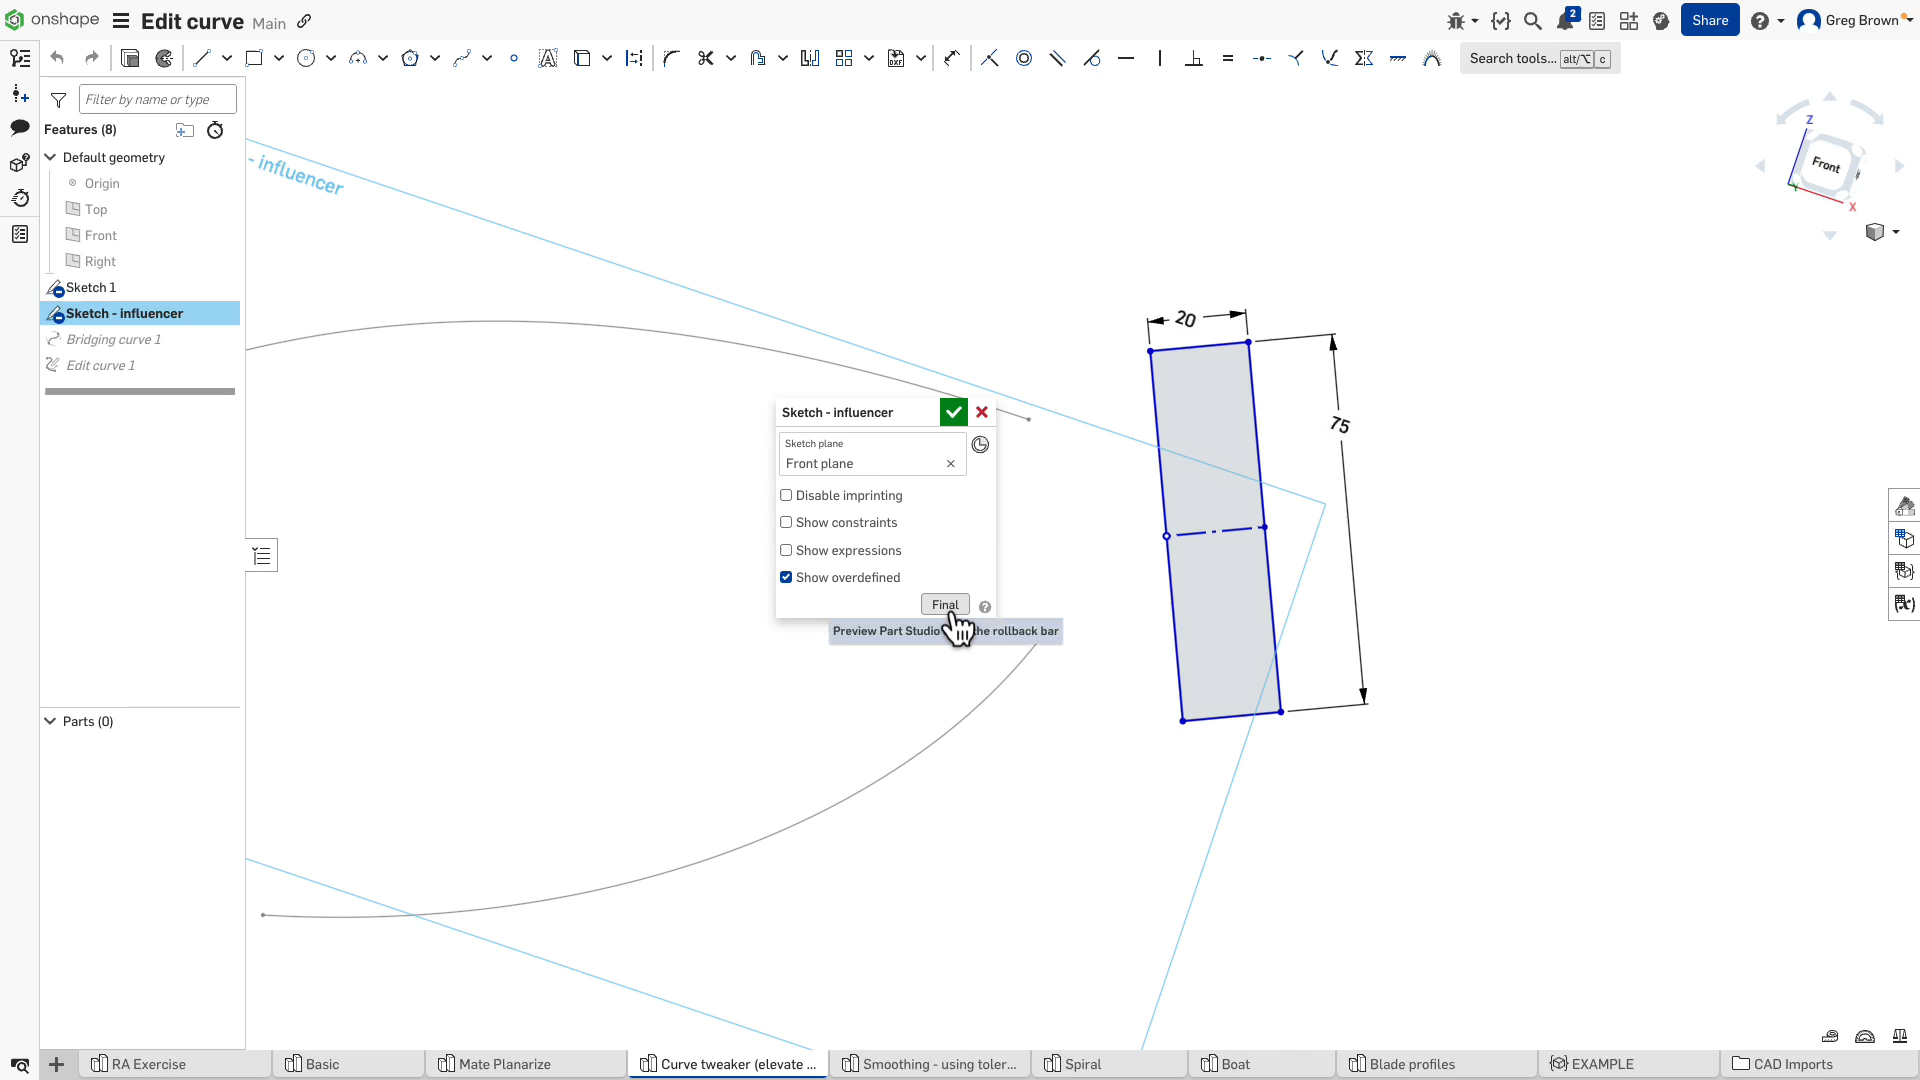 onshape
Edit curve Main
2
Share
Greg Brown
Search tools... alt/⌥ c
Filter by name or type
Features (8)
Default geometry
Origin
Top
Front
Right
Sketch 1
Sketch - influencer
Bridging curve 1
Edit curve 1
Parts (0)
- influencer
Z
Front
X
20
75
Sketch - influencer
Sketch plane
Front plane
Disable imprinting
Show constraints
Show expressions
Show overdefined
Final
Preview Part Studio the rollback bar
RA Exercise
Basic
Mate Planarize
Curve tweaker (elevate ...
Smoothing - using toler...
Spiral
Boat
Blade profiles
EXAMPLE
CAD Imports